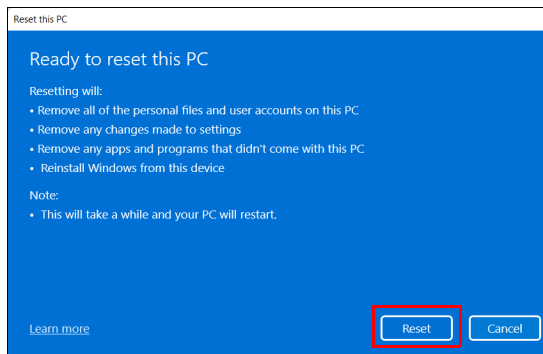 Reset this PC
Ready to reset this PC
Resetting will:
• Remove all of the personal files and user accounts on this PC
• Remove any changes made to settings
• Remove any apps and programs that didn't come with this PC
• Reinstall Windows from this device
Note:
• This will take a while and your PC will restart.
Learn more
Reset
Cancel